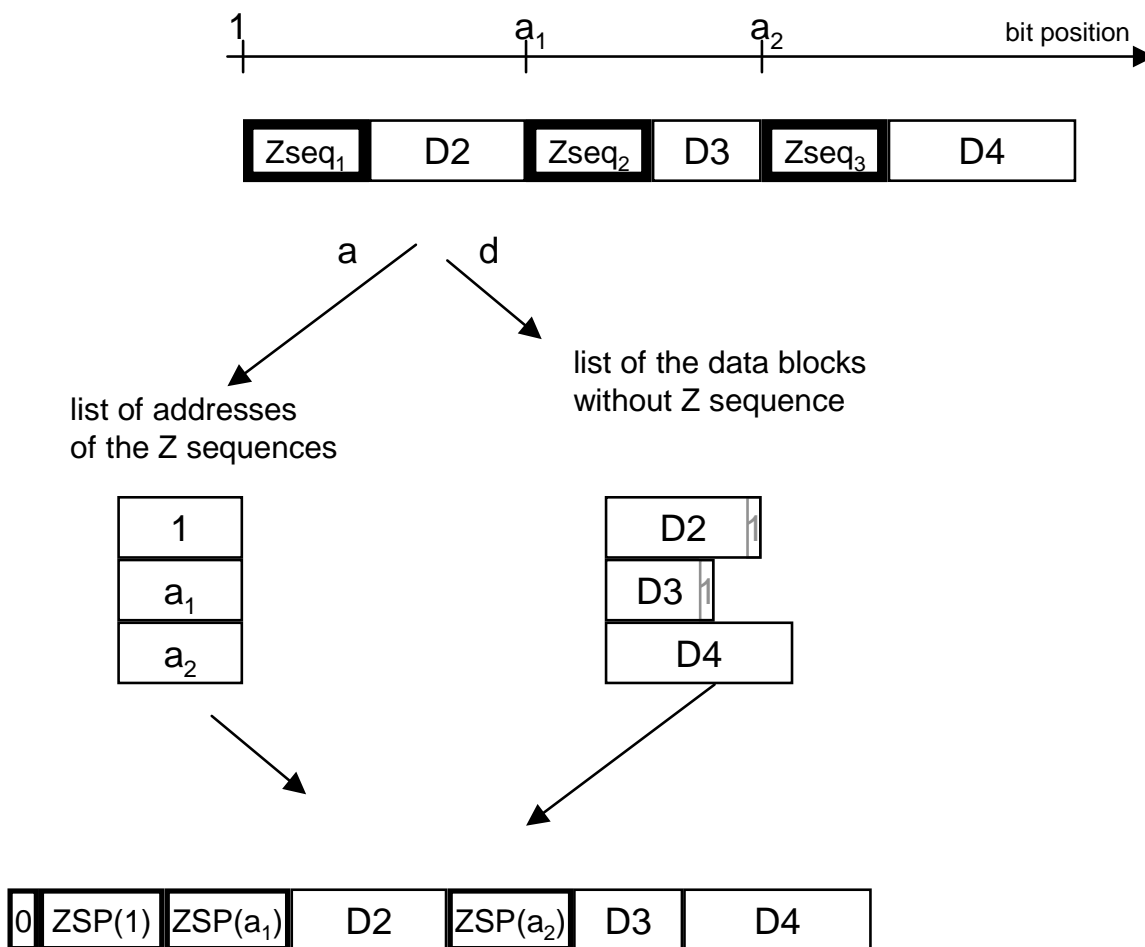 1 a₁ a₂ bit position
Zseq₁ D2 Zseq₂ D3 Zseq₃ D4
a d
list of the data blocks
without Z sequence
list of addresses
of the Z sequences
1
a₁
a₂
D2 1
D3 1
D4
0 ZSP(1) ZSP(a₁) D2 ZSP(a₂) D3 D4